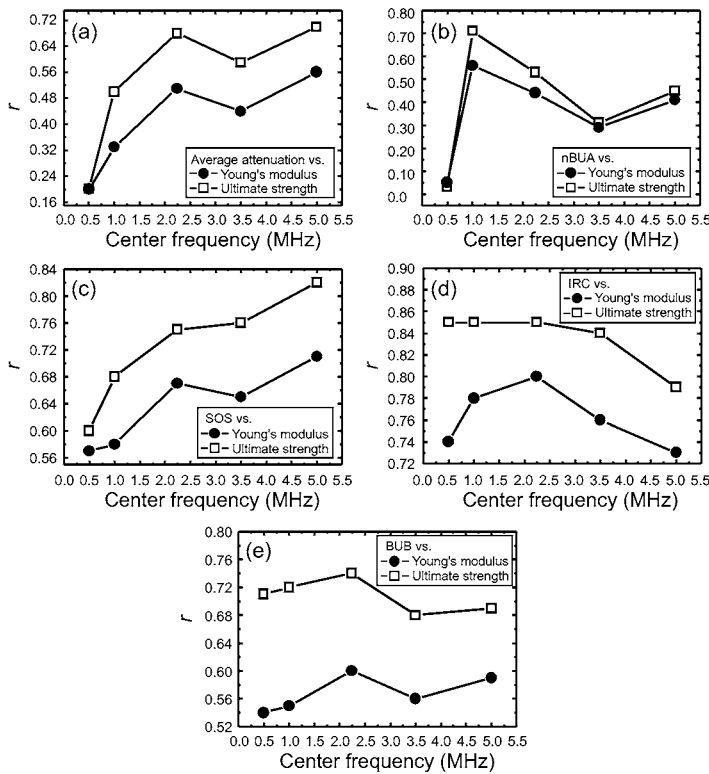 (a)
r
0.72
0.64
0.56
0.48
0.40
0.32
0.24
0.16
Average attenuation vs.
Young's modulus
Ultimate strength
0.0 0.5 1.0 1.5 2.0 2.5 3.0 3.5 4.0 4.5 5.0 5.5
Center frequency (MHz)
(b)
r
0.80
0.70
0.60
0.50
0.40
0.30
0.20
0.10
0.0
nBUA vs.
Young's modulus
Ultimate strength
0.0 0.5 1.0 1.5 2.0 2.5 3.0 3.5 4.0 4.5 5.0 5.5
Center frequency (MHz)
(c)
r
0.84
0.80
0.76
0.72
0.68
0.64
0.60
0.56
SOS vs.
Young's modulus
Ultimate strength
0.0 0.5 1.0 1.5 2.0 2.5 3.0 3.5 4.0 4.5 5.0 5.5
Center frequency (MHz)
(d)
r
0.90
0.88
0.86
0.84
0.82
0.80
0.78
0.76
0.74
0.72
IRC vs.
Young's modulus
Ultimate strength
0.0 0.5 1.0 1.5 2.0 2.5 3.0 3.5 4.0 4.5 5.0 5.5
Center frequency (MHz)
(e)
r
0.80
0.76
0.72
0.68
0.64
0.60
0.56
0.52
BUB vs.
Young's modulus
Ultimate strength
0.0 0.5 1.0 1.5 2.0 2.5 3.0 3.5 4.0 4.5 5.0 5.5
Center frequency (MHz)